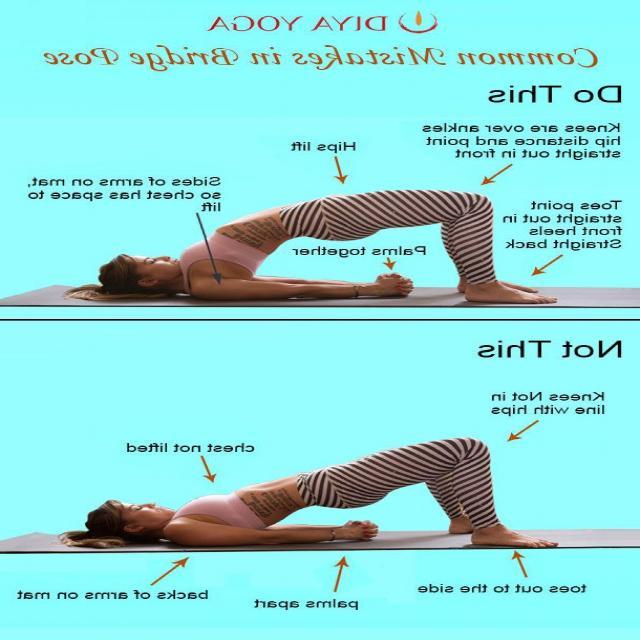 DIYA YOGA
Common Mistakes in Bridge Pose
Do This
Knees are over ankles
hip distance and point
straight out in front
Hips lift
Sides of arms on mat,
so chest has space to
lift
Toes point
straight out in
front heels
Straight back
Palms together
Not This
Knees Not in
line with hips
chest not lifted
toes out to the side
palms apart
backs of arms on mat